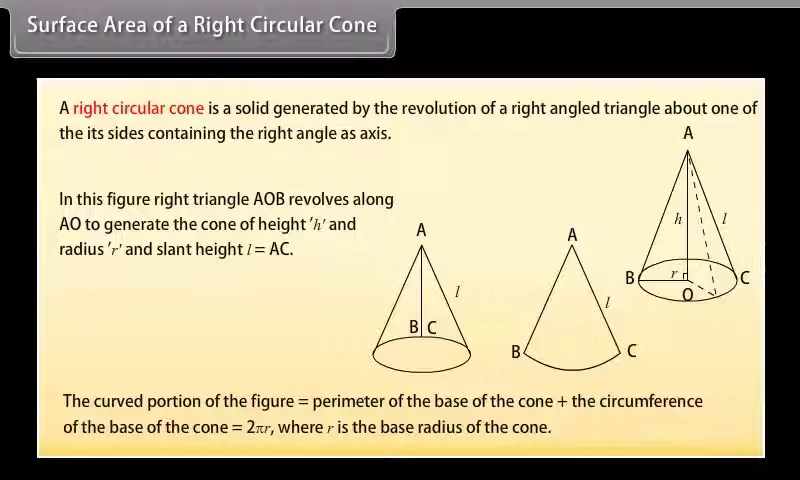 Surface Area of a Right Circular Cone
A right circular cone is a solid generated by the revolution of a right angled triangle about one of
the its sides containing the right angle as axis.
In this figure right triangle AOB revolves along
AO to generate the cone of height 'h' and
radius 'r' and slant height l = AC.
A
l
B C
A
l
B
C
A
h
l
B
r
C
O
The curved portion of the figure = perimeter of the base of the cone + the circumference
of the base of the cone = 2πr, where r is the base radius of the cone.